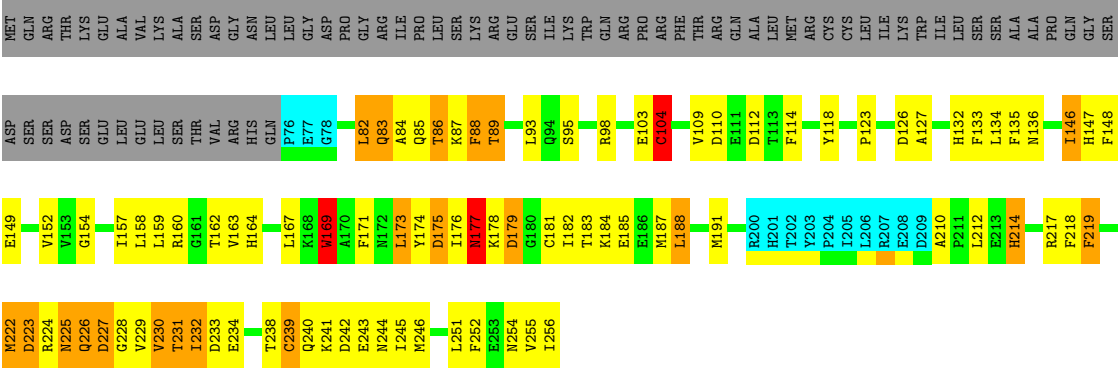 MET GLN ARG THR LYS GLU ALA VAL LYS ALA SER ASP GLY ASN LEU LEU GLY ASP PRO GLY ARG ILE PRO LEU SER LYS ARG GLU SER ILE LYS TRP GLN ARG PRO ARG PHE THR ARG GLN ALA LEU MET ARG CYS CYS LEU ILE LYS TRP ILE LEU SER SER ALA ALA PRO GLN GLY SER
ASP SER SER ASP SER GLU LEU GLU LEU SER THR VAL ARG HIS GLN P76 E77 G78 L82 Q83 A84 Q85 T86 K87 F88 T89 L93 Q94 S95 R98 E103 C104 V109 D110 E111 D112 T113 F114 Y118 P123 D126 A127 H132 F133 L134 F135 N136 I146 H147 F148
E149 V152 V153 G154 I157 L158 L159 R160 G161 T162 V163 H164 L167 K168 W169 A170 F171 N172 L173 Y174 D175 I176 N177 K178 D179 G180 C181 I182 T183 K184 E185 E186 M187 L188 M191 R200 H201 T202 Y203 P204 I205 L206 R207 E208 D209 A210 P211 L212 E213 H214 R217 F218 F219
M222 D223 R224 N225 Q226 D227 G228 V229 V230 T231 I232 D233 E234 T238 C239 Q240 K241 D242 E243 N244 I245 M246 L251 F252 E253 N254 V255 I256